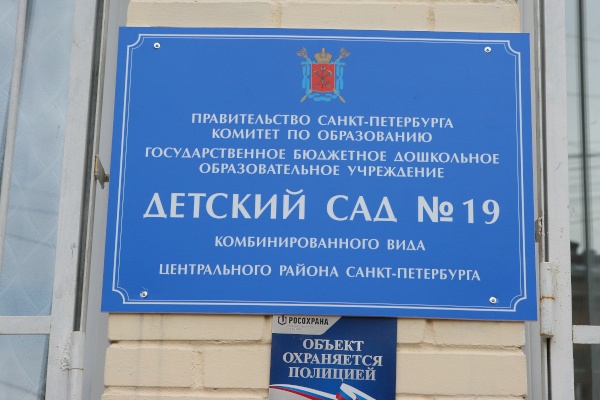 ПРАВИТЕЛЬСТВО САНКТ-ПЕТЕРБУРГА
КОМИТЕТ ПО ОБРАЗОВАНИЮ
ГОСУДАРСТВЕННОЕ БЮДЖЕТНОЕ ДОШКОЛЬНОЕ
ОБРАЗОВАТЕЛЬНОЕ УЧРЕЖДЕНИЕ
ДЕТСКИЙ САД №19
КОМБИНИРОВАННОГО ВИДА
ЦЕНТРАЛЬНОГО РАЙОНА САНКТ-ПЕТЕРБУРГА
РОСОХРАНА
ОБЪЕКТ
ОХРАНЯЕТСЯ
ПОЛИЦИЕЙ